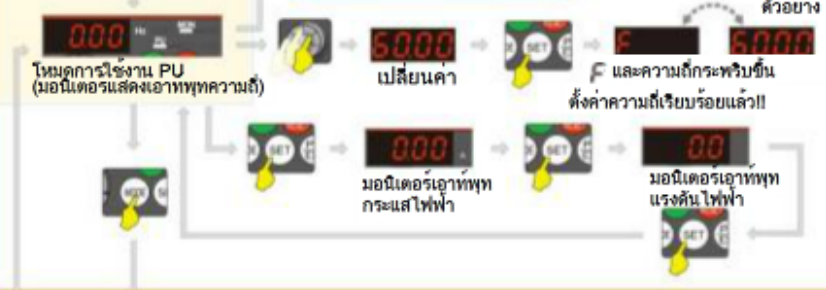 ตัวอย่าง
0.00 Hz PU MON
60.00
SET
F
60.00
โหมดการใช้งาน PU
(มอนิเตอร์แสดงเอาทพุทความถี่)
เปลี่ยนค่า
F และความถี่กระพริบขึ้น
ตั้งค่าความถี่เรียบร้อยแล้ว!!
SET
0.00 A
SET
0.0
มอนิเตอร์เอาท์พุท
กระแสไฟฟ้า
มอนิเตอร์เอาท์พุท
แรงดันไฟฟ้า
SET